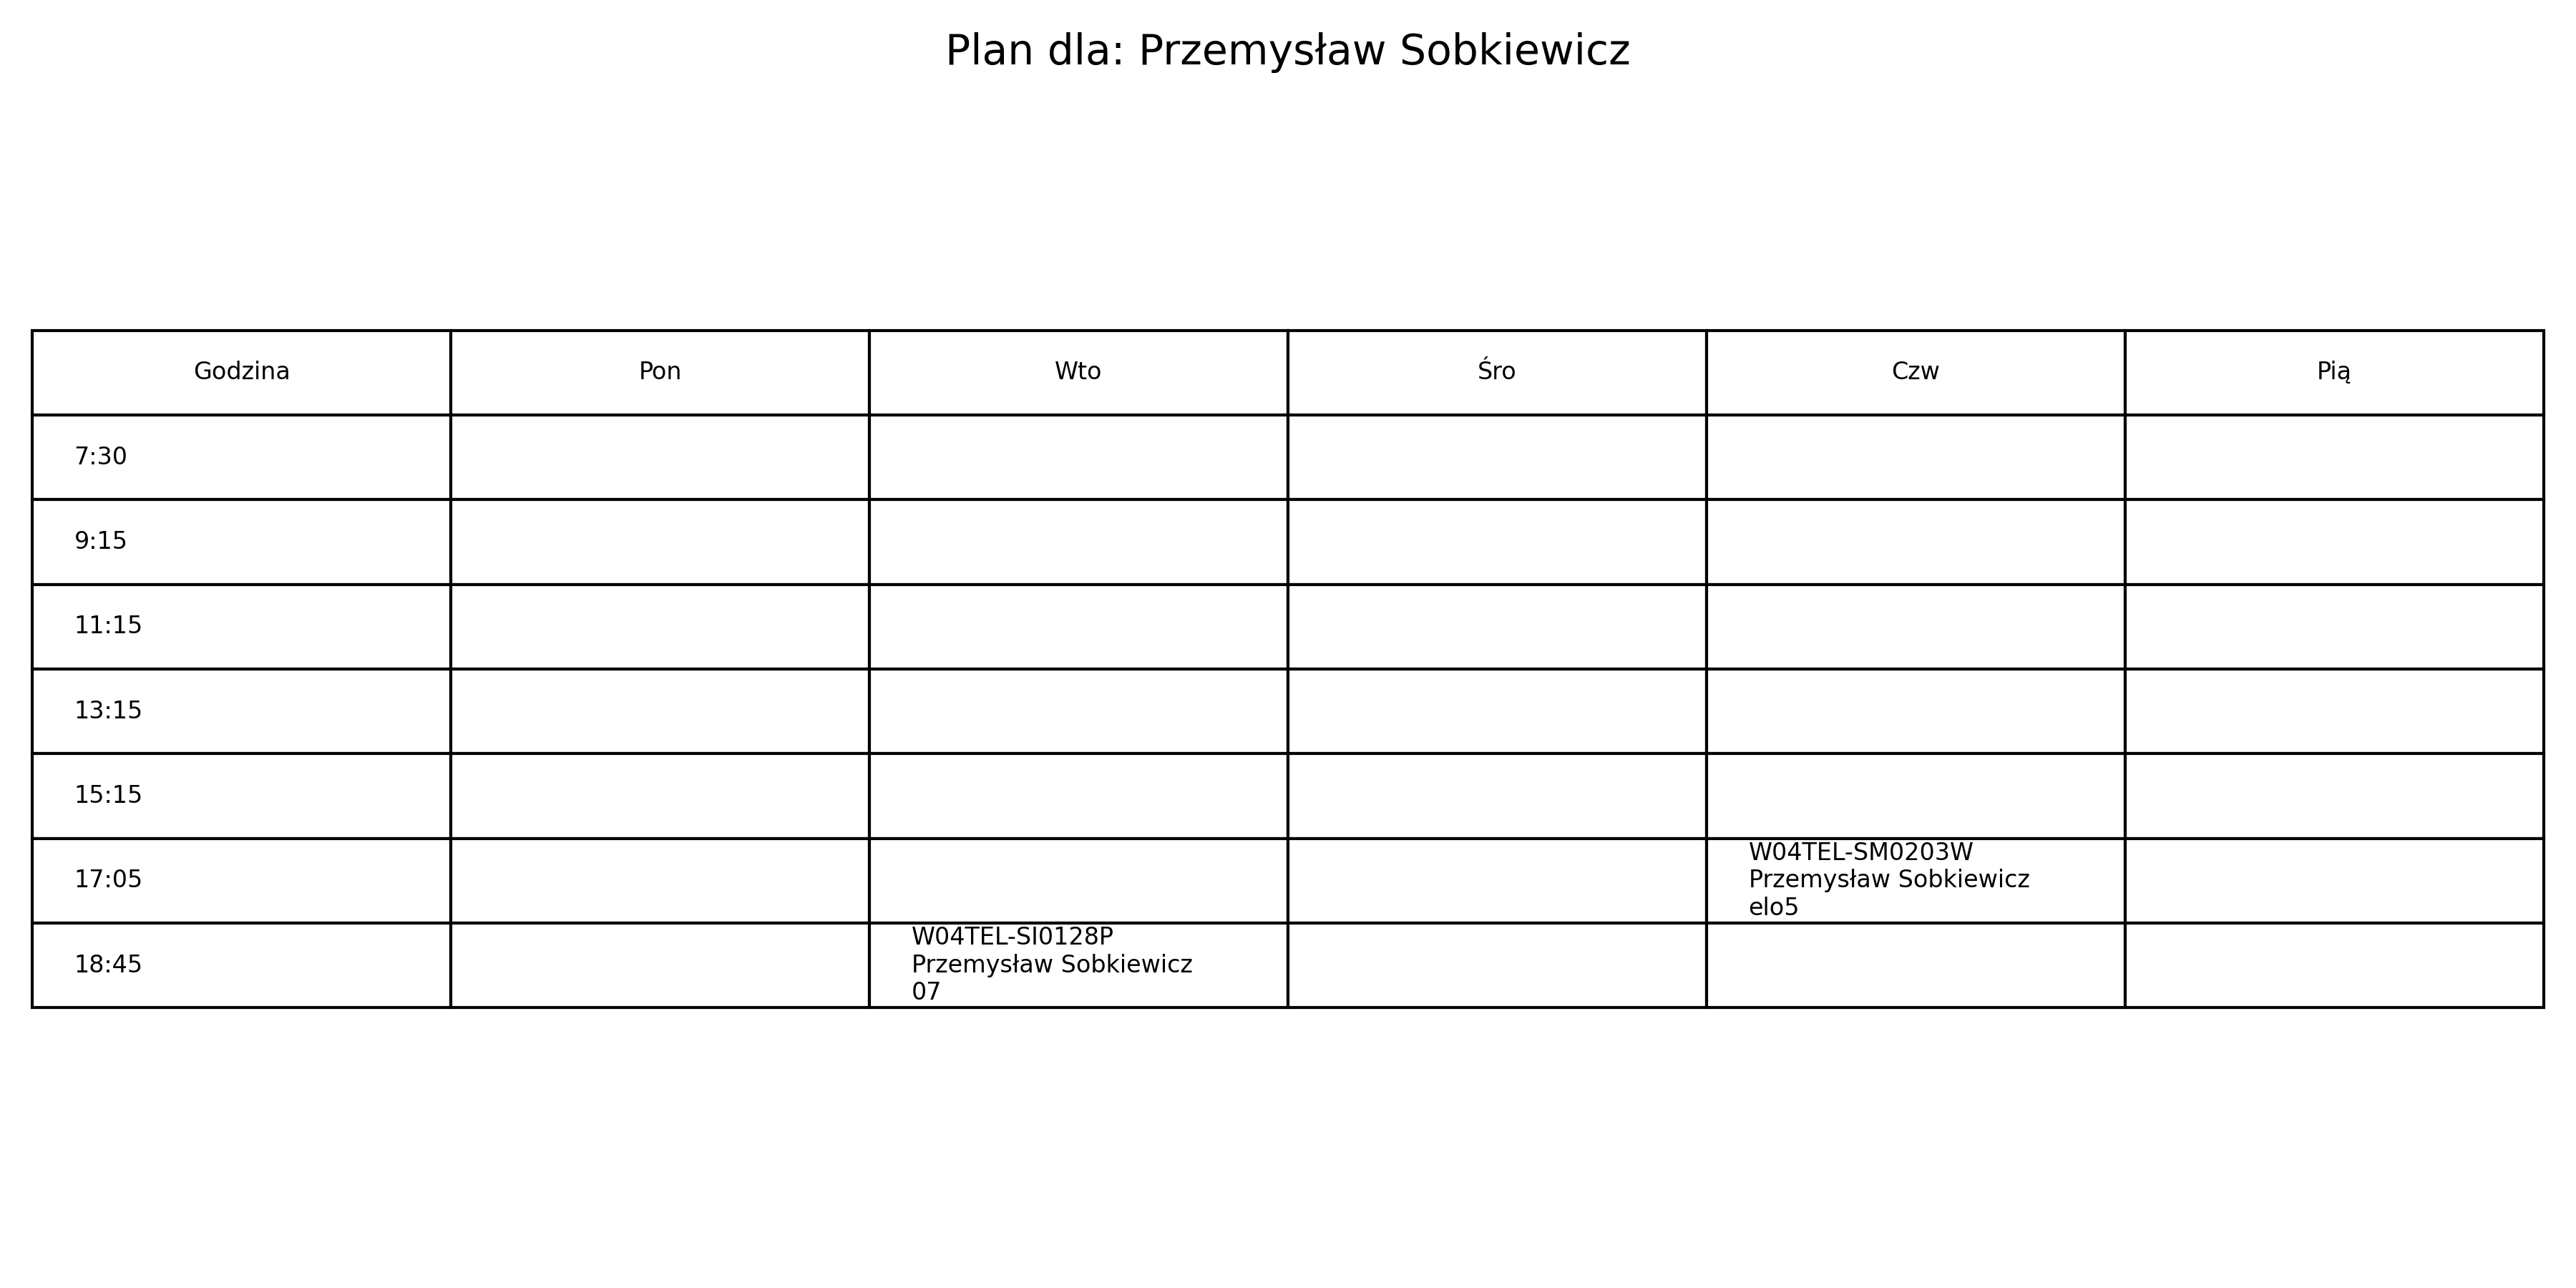 Plan dla: Przemysław Sobkiewicz
Godzina Pon Wto Śro Czw Pią
7:30
9:15
11:15
13:15
15:15
17:05
W04TEL-SM0203W
Przemysław Sobkiewicz
elo5
18:45
W04TEL-SI0128P
Przemysław Sobkiewicz
07